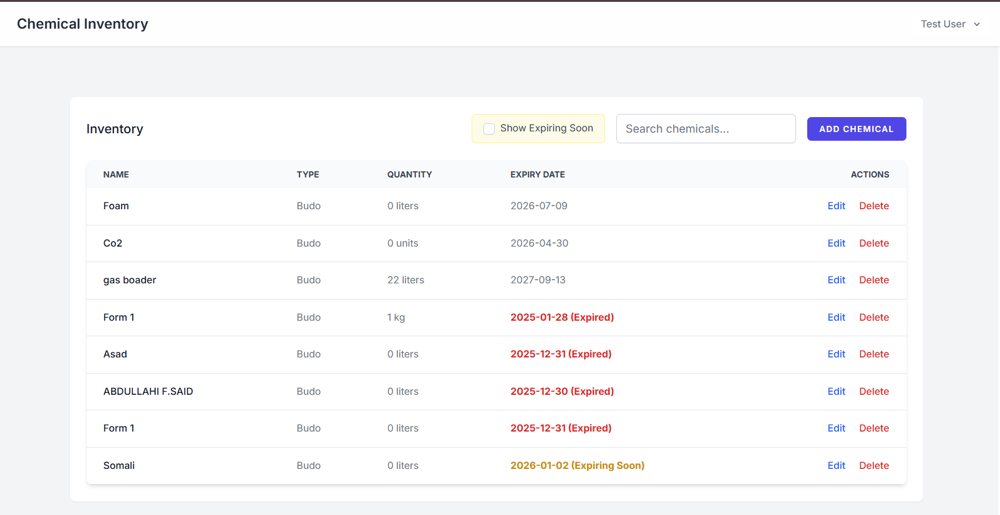 Chemical Inventory
Test User
Inventory
Show Expiring Soon
Search chemicals...
ADD CHEMICAL
NAME TYPE QUANTITY EXPIRY DATE ACTIONS
Foam Budo 0 liters 2026-07-09 Edit Delete
Co2 Budo 0 units 2026-04-30 Edit Delete
gas boader Budo 22 liters 2027-09-13 Edit Delete
Form 1 Budo 1 kg 2025-01-28 (Expired) Edit Delete
Asad Budo 0 liters 2025-12-31 (Expired) Edit Delete
ABDULLAHI F.SAID Budo 0 liters 2025-12-30 (Expired) Edit Delete
Form 1 Budo 0 liters 2025-12-31 (Expired) Edit Delete
Somali Budo 0 liters 2026-01-02 (Expiring Soon) Edit Delete